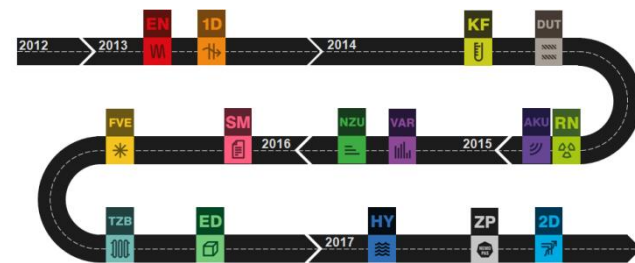 2012 2013 EN 1D 2014 KF DUT
FVE SM 2016 NZU VAR 2015 AKU RN
TZB ED 2017 HY ZP 2D